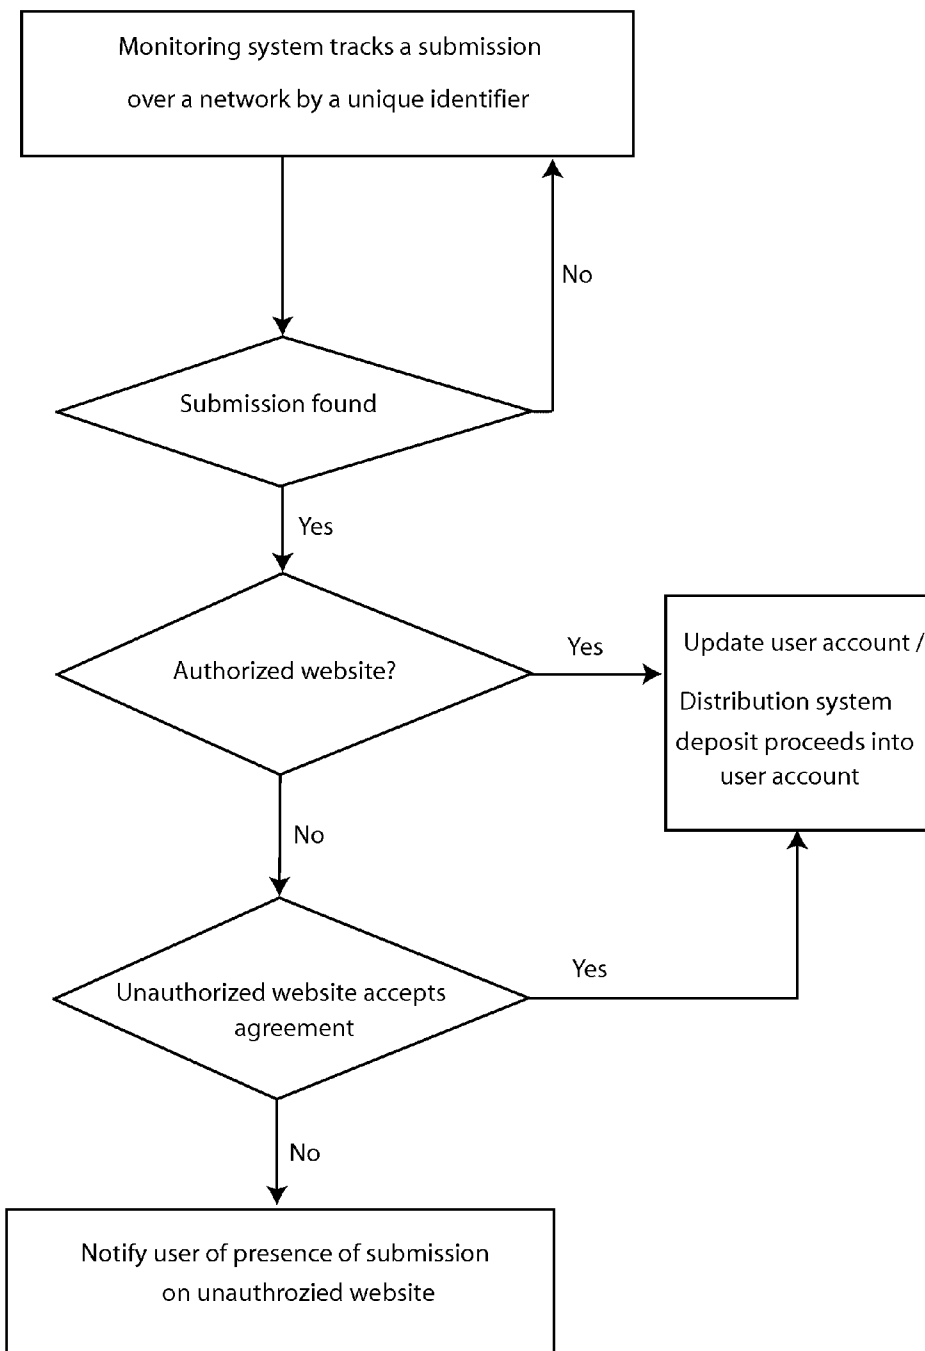 Monitoring system tracks a submission
over a network by a unique identifier
No
Submission found
Yes
Authorized website?
Yes
Update user account /
Distribution system
deposit proceeds into
user account
No
Unauthorized website accepts
agreement
Yes
No
Notify user of presence of submission
on unauthrozied website